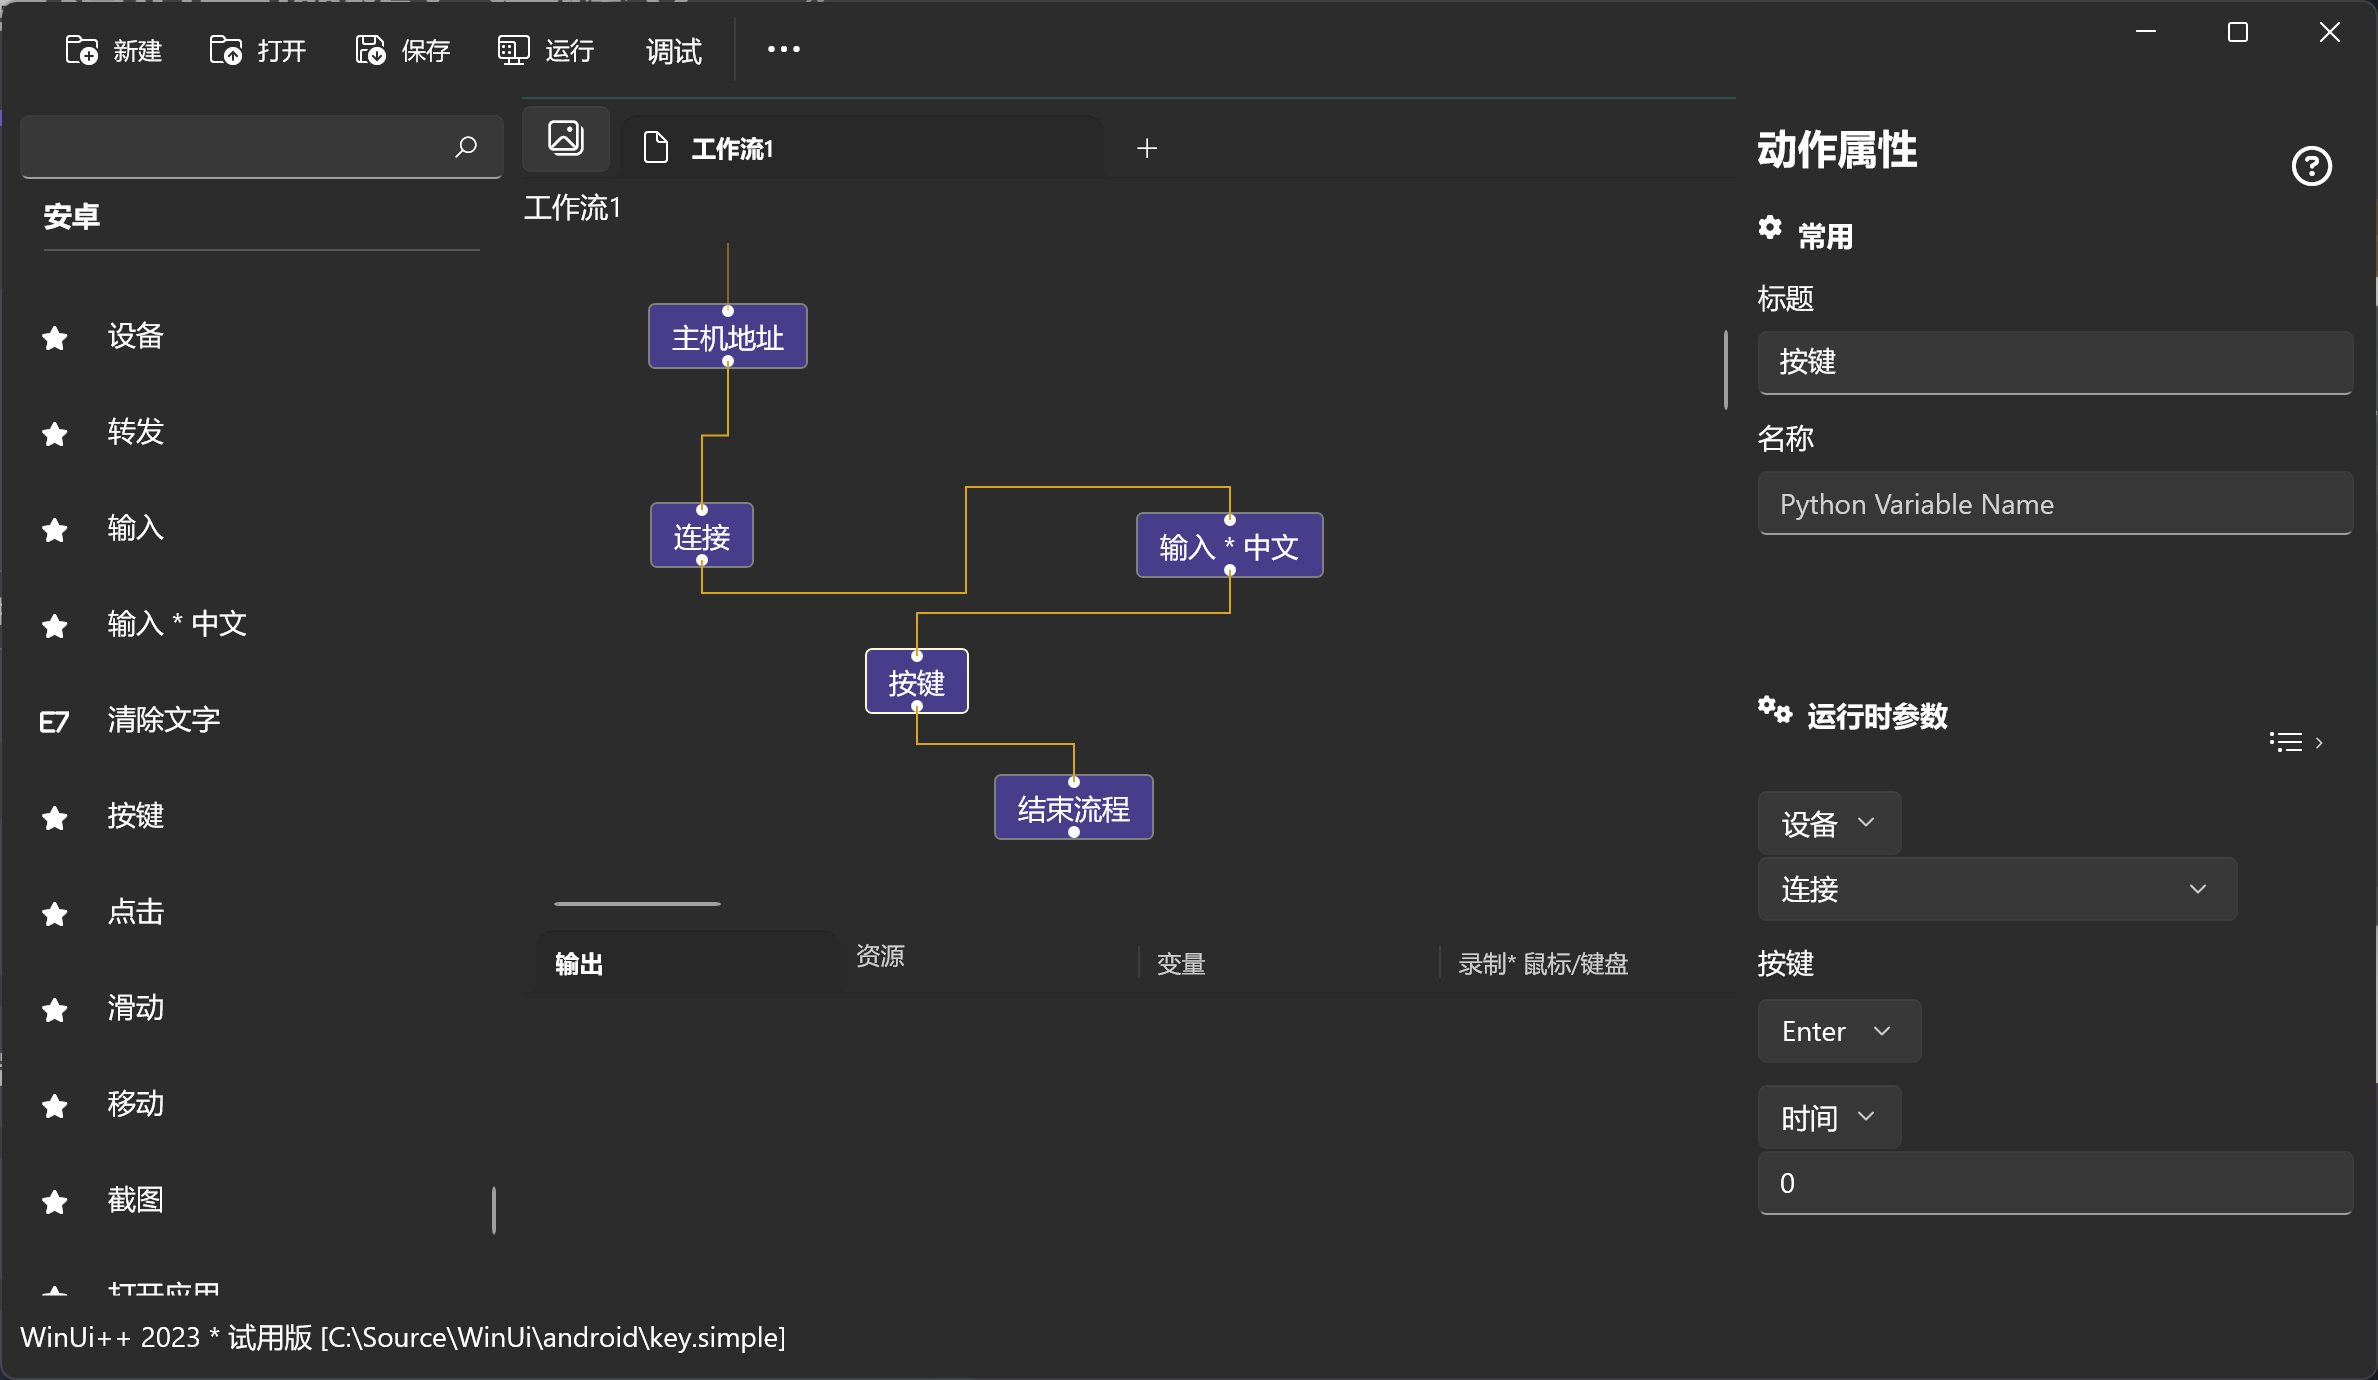 新建
打开
保存
运行
调试
安卓
设备
转发
输入
输入 * 中文
清除文字
按键
点击
滑动
移动
截图
打开应用
工作流1
工作流1
主机地址
连接
输入 * 中文
按键
结束流程
输出
资源
变量
录制* 鼠标/键盘
动作属性
常用
标题
按键
名称
Python Variable Name
运行时参数
设备
连接
按键
Enter
时间
0
WinUi++ 2023 * 试用版 [C:\Source\WinUi\android\key.simple]